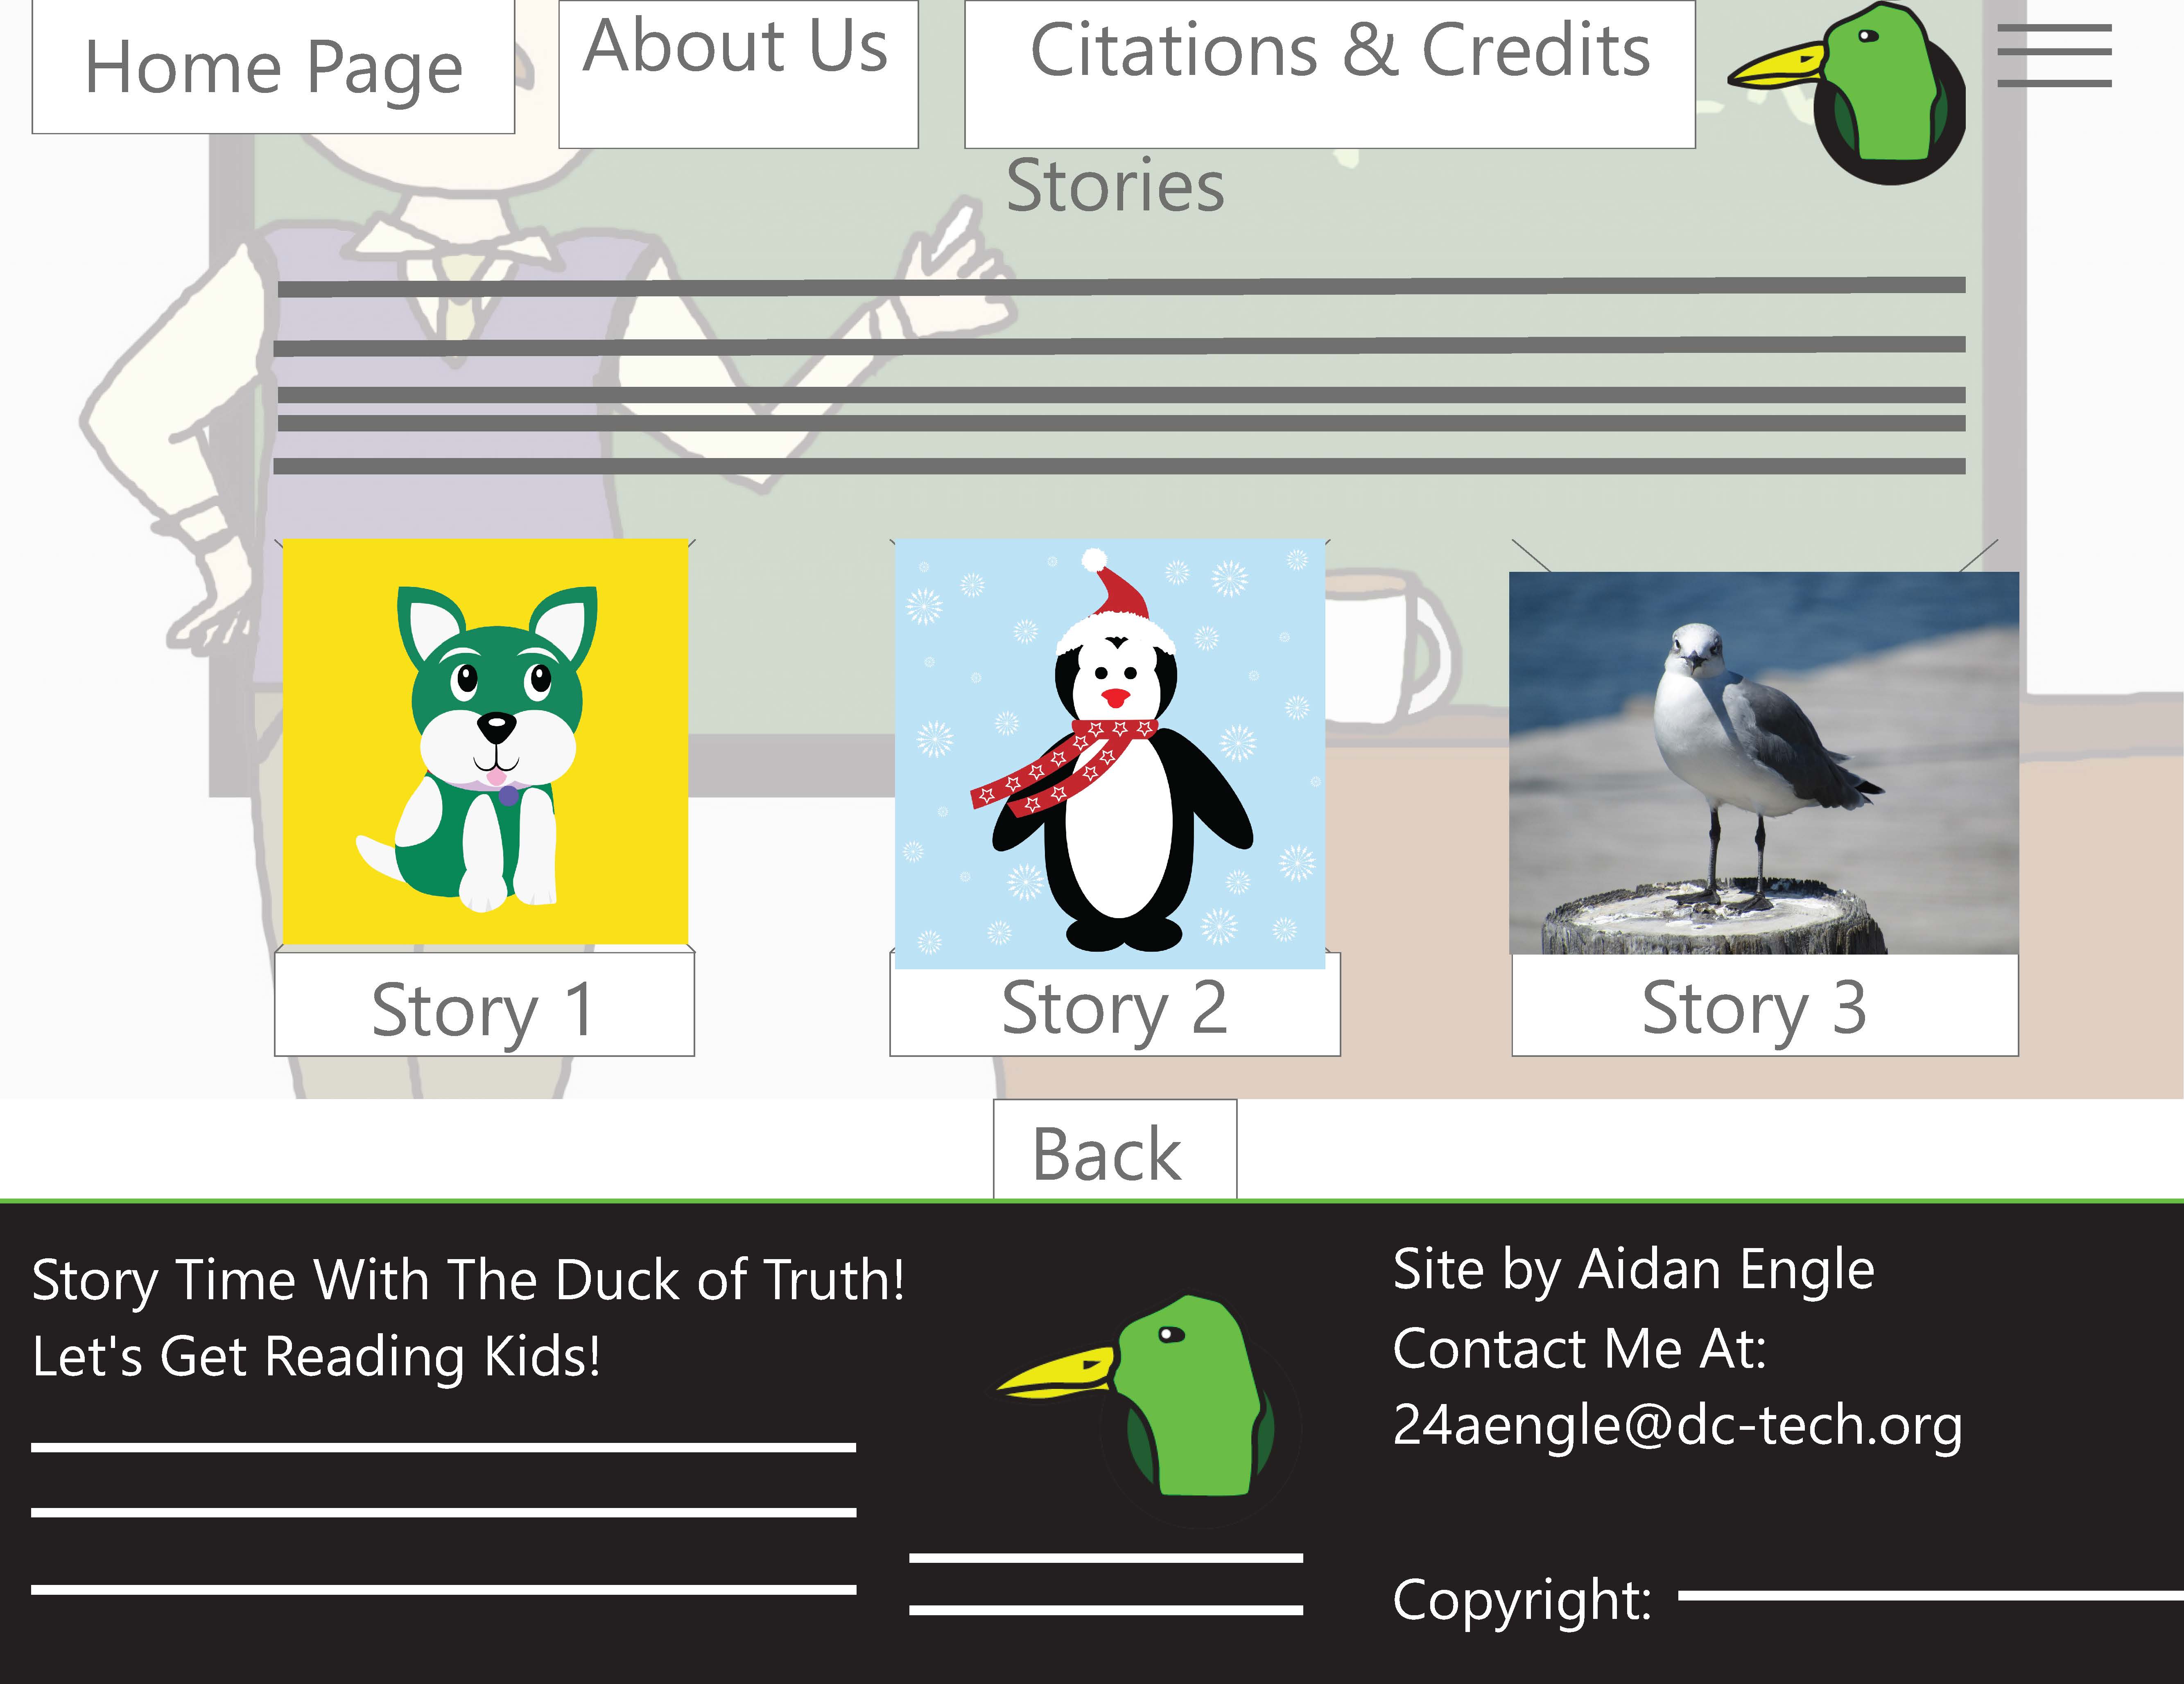 Home Page
About Us
Citations & Credits
Stories
Story 1
Story 2
Story 3
Back
Story Time With The Duck of Truth!
Let's Get Reading Kids!
Site by Aidan Engle
Contact Me At:
24aengle@dc-tech.org
Copyright: